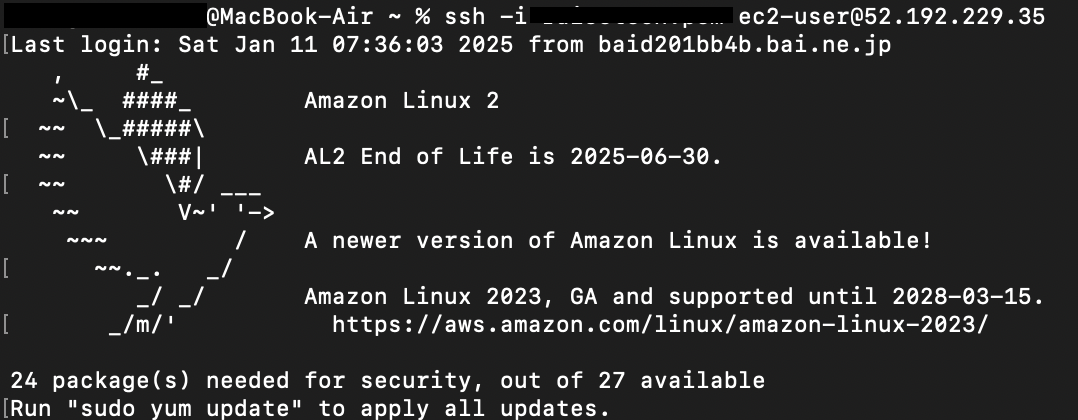 @MacBook-Air ~ % ssh -i ec2-user@52.192.229.35
[Last login: Sat Jan 11 07:36:03 2025 from baid201bb4b.bai.ne.jp
   ,     #_
   ~\_  ####_        Amazon Linux 2
[  ~~  \_#####\
  ~~     \###|       AL2 End of Life is 2025-06-30.
[  ~~       \#/ ___
   ~~       V~' '->
    ~~~         /    A newer version of Amazon Linux is available!
[      ~~._.   _/
         _/ _/       Amazon Linux 2023, GA and supported until 2028-03-15.
[       _/m/'           https://aws.amazon.com/linux/amazon-linux-2023/
24 package(s) needed for security, out of 27 available
[Run "sudo yum update" to apply all updates.